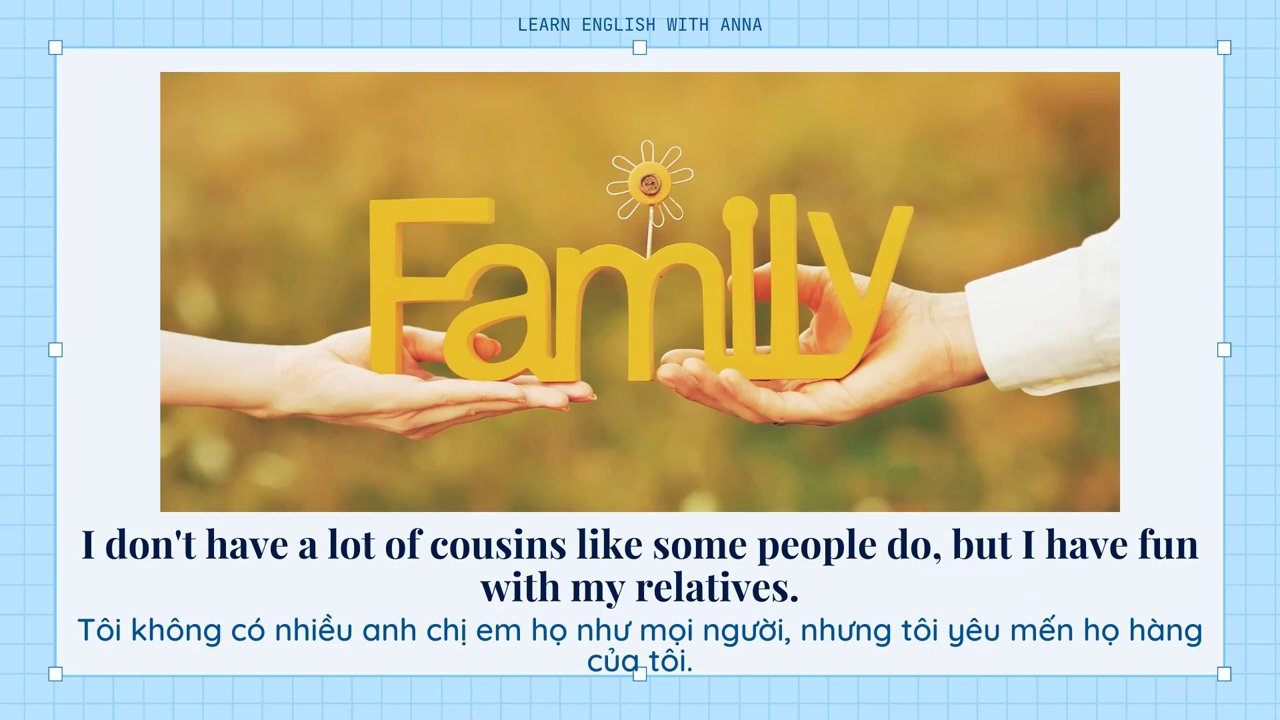 LEARN ENGLISH WITH ANNA
Family
I don't have a lot of cousins like some people do, but I have fun
with my relatives.
Tôi không có nhiều anh chị em họ như mọi người, nhưng tôi yêu mến họ hàng
của tôi.